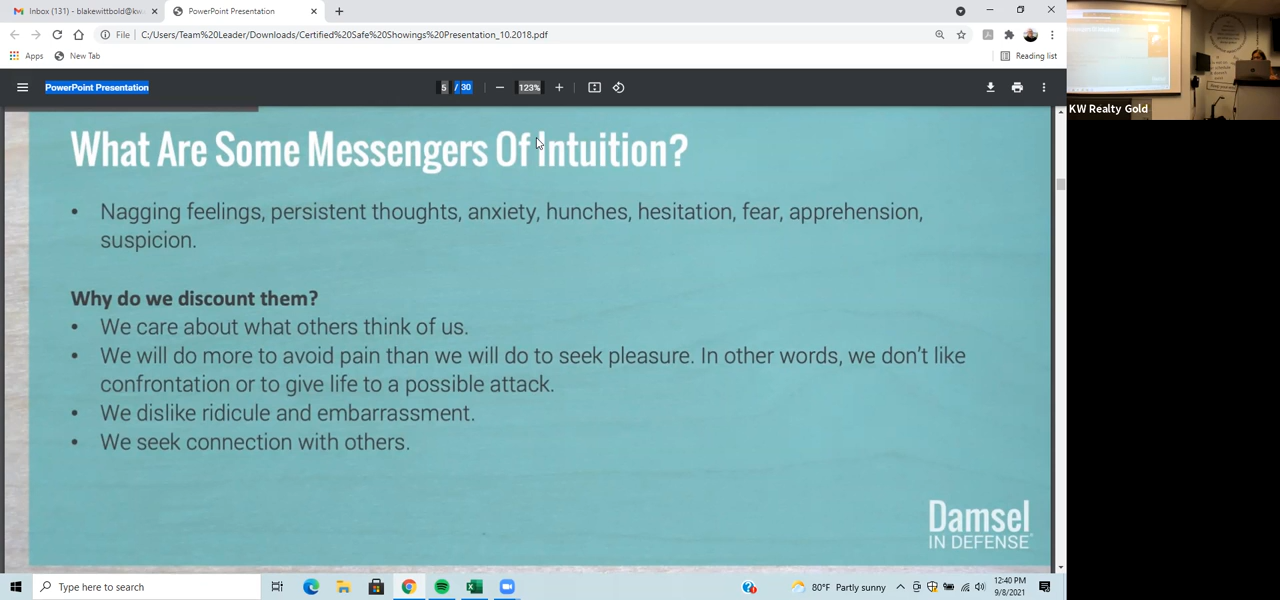 Inbox (131) - blakewittbold@kw.
PowerPoint Presentation
File
C:/Users/Team%20Leader/Downloads/Certified%20Safe%20Showings%20Presentation_10.2018.pdf
Apps
New Tab
Reading list
PowerPoint Presentation
5 / 30
123%
What Are Some Messengers Of Intuition?
• Nagging feelings, persistent thoughts, anxiety, hunches, hesitation, fear, apprehension,
suspicion.
Why do we discount them?
• We care about what others think of us.
• We will do more to avoid pain than we will do to seek pleasure. In other words, we don't like
confrontation or to give life to a possible attack.
• We dislike ridicule and embarrassment.
• We seek connection with others.
Damsel
IN DEFENSE
KW Realty Gold
Type here to search
80°F Partly sunny
12:40 PM
9/8/2021